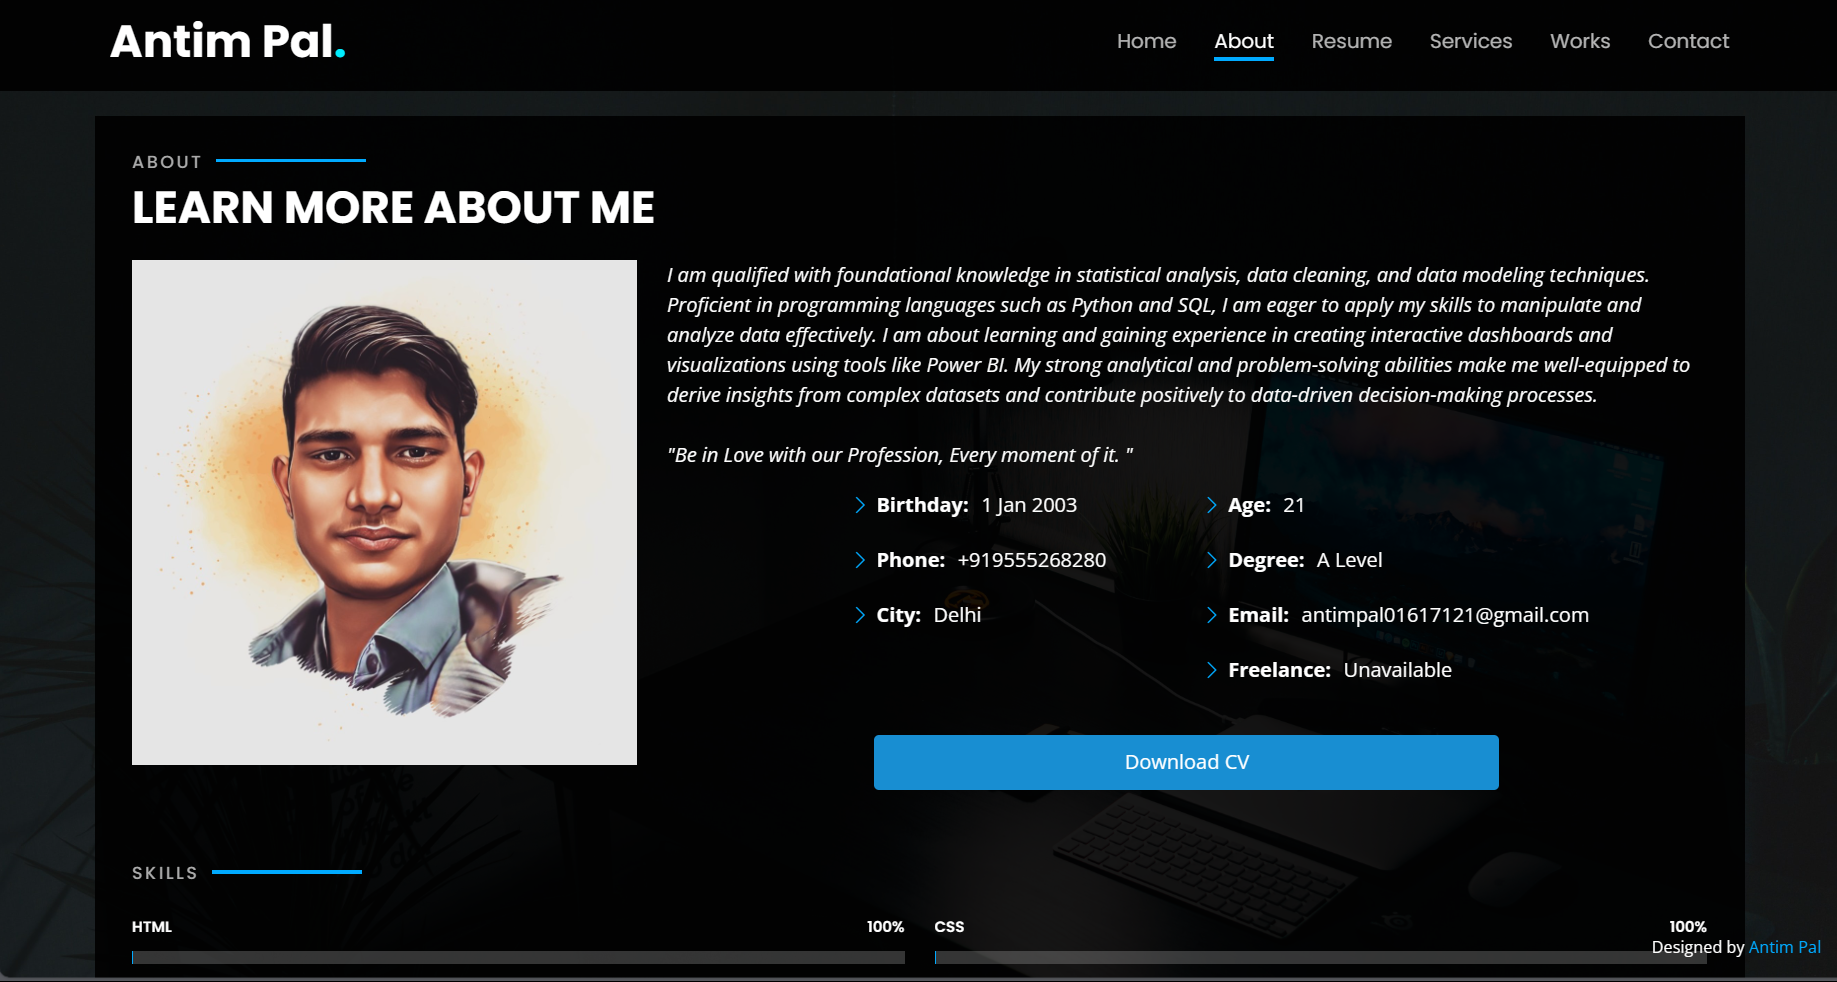 Antim Pal.
Home About Resume Services Works Contact
ABOUT
LEARN MORE ABOUT ME
I am qualified with foundational knowledge in statistical analysis, data cleaning, and data modeling techniques.
Proficient in programming languages such as Python and SQL, I am eager to apply my skills to manipulate and
analyze data effectively. I am about learning and gaining experience in creating interactive dashboards and
visualizations using tools like Power BI. My strong analytical and problem-solving abilities make me well-equipped to
derive insights from complex datasets and contribute positively to data-driven decision-making processes.
"Be in Love with our Profession, Every moment of it. "
Birthday: 1 Jan 2003
Phone: +919555268280
City: Delhi
Age: 21
Degree: A Level
Email: antimpal01617121@gmail.com
Freelance: Unavailable
Download CV
SKILLS
HTML 100%
CSS 100%
Designed by Antim Pal